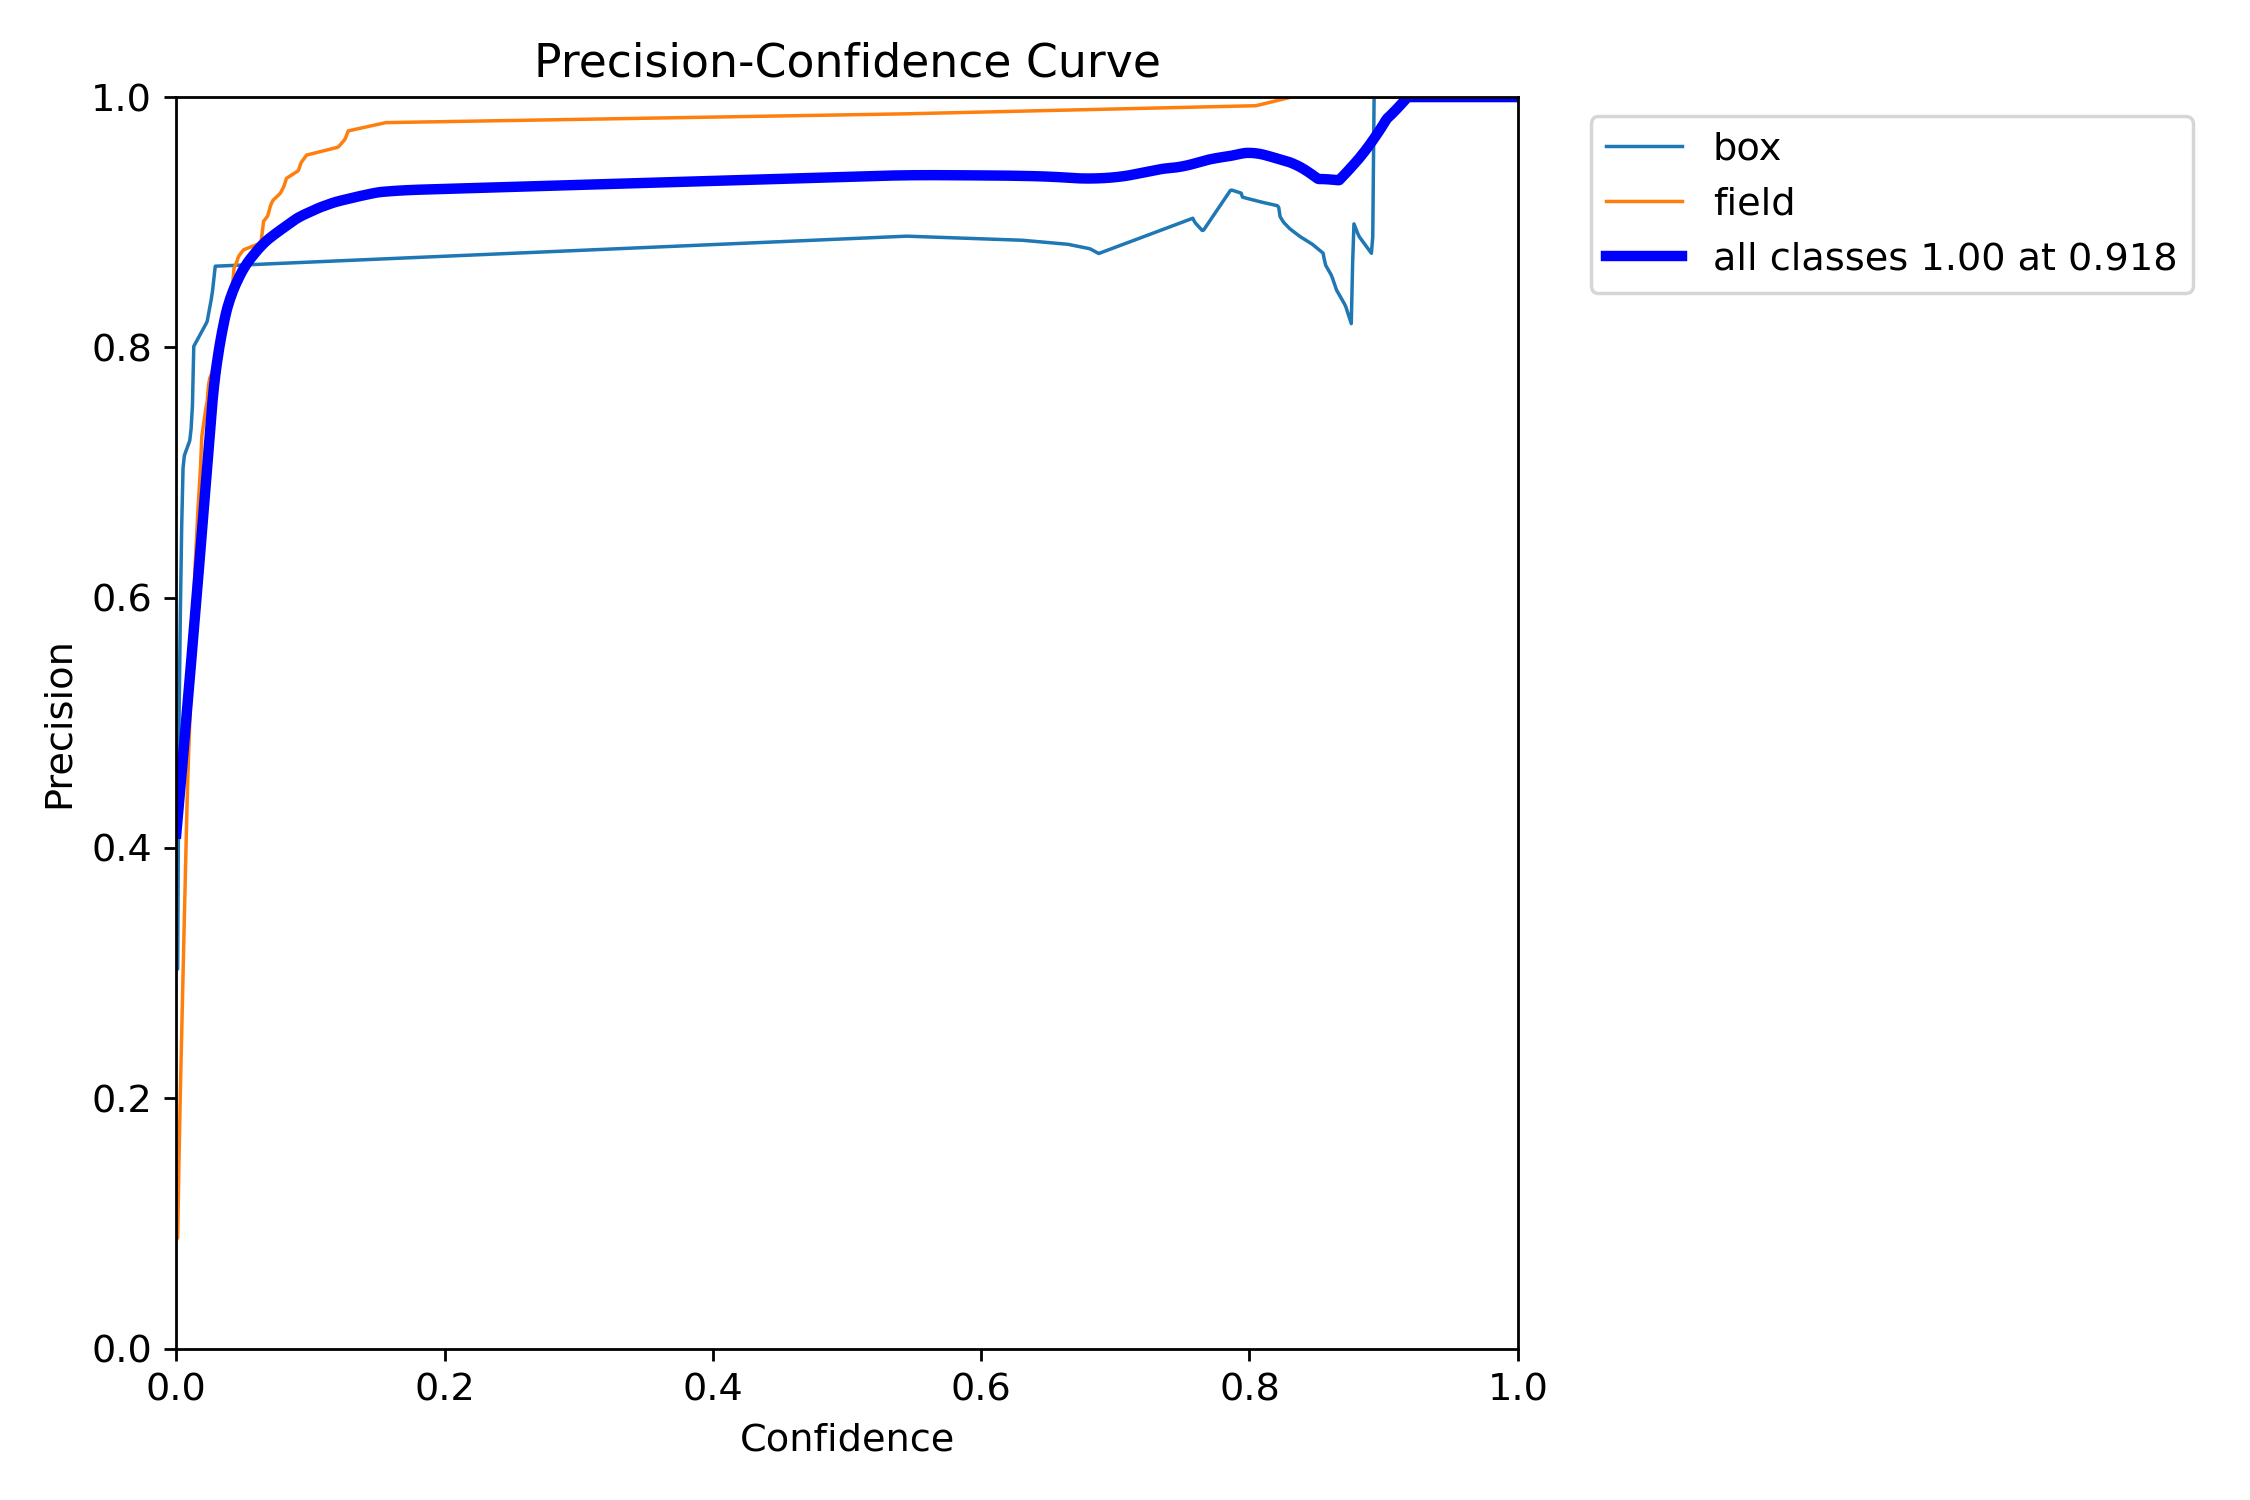 Precision-Confidence Curve
1.0
0.8
0.6
0.4
0.2
0.0
Precision
0.0 0.2 0.4 0.6 0.8 1.0
Confidence
box
field
all classes 1.00 at 0.918